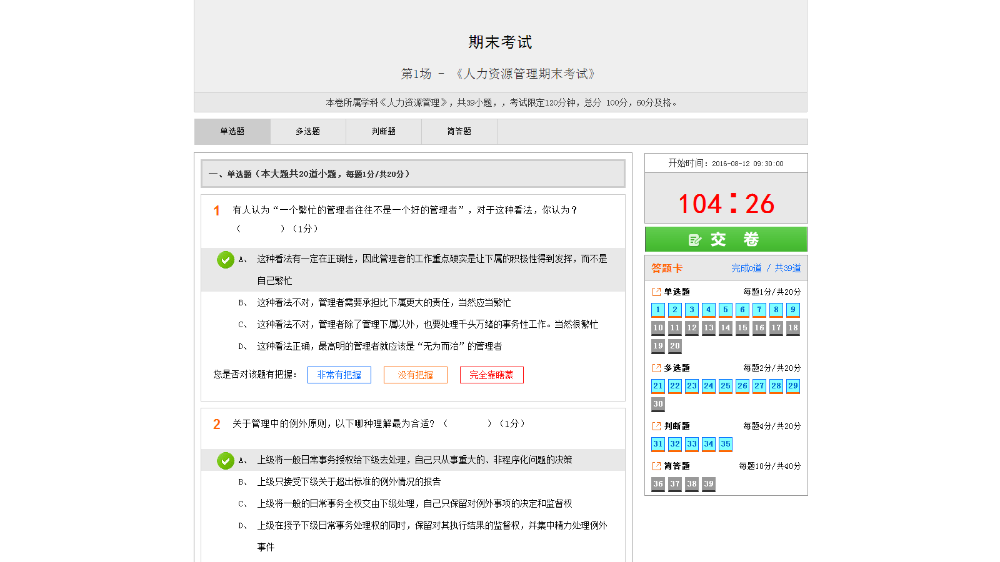 期末考试
第1场 - 《人力资源管理期末考试》
本卷所属学科《人力资源管理》，共39小题，，考试限定120分钟，总分 100分，60分及格。
单选题 多选题 判断题 简答题
一、单选题（本大题共20道小题，每题1分/共20分）
1 有人认为“一个繁忙的管理者往往不是一个好的管理者”，对于这种看法，你认为？
（ ）（1分）
A、 这种看法有一定在正确性，因此管理者的工作重点硬实是让下属的积极性得到发挥，而不是
自己繁忙
B、 这种看法不对，管理者需要承担比下属更大的责任，当然应当繁忙
C、 这种看法不对，管理者除了管理下属以外，也要处理千头万绪的事务性工作。当然很繁忙
D、 这种看法正确，最高明的管理者就应该是“无为而治”的管理者
您是否对该题有把握： 非常有把握 没有把握 完全靠瞎蒙
2 关于管理中的例外原则，以下哪种理解最为合适？（ ）（1分）
A、 上级将一般日常事务授权给下级去处理，自己只从事重大的、非程序化问题的决策
B、 上级只接受下级关于超出标准的例外情况的报告
C、 上级将一般的日常事务全权交由下级处理，自己只保留对例外事项的决定和监督权
D、 上级在授予下级日常事务处理权的同时，保留对其执行结果的监督权，并集中精力处理例外
事件
开始时间：2016-08-12 09:30:00
104:26
交 卷
答题卡 完成0道 / 共39道
单选题 每题1分/共20分
1 2 3 4 5 6 7 8 9
10 11 12 13 14 15 16 17 18
19 20
多选题 每题2分/共20分
21 22 23 24 25 26 27 28 29
30
判断题 每题4分/共20分
31 32 33 34 35
简答题 每题10分/共40分
36 37 38 39